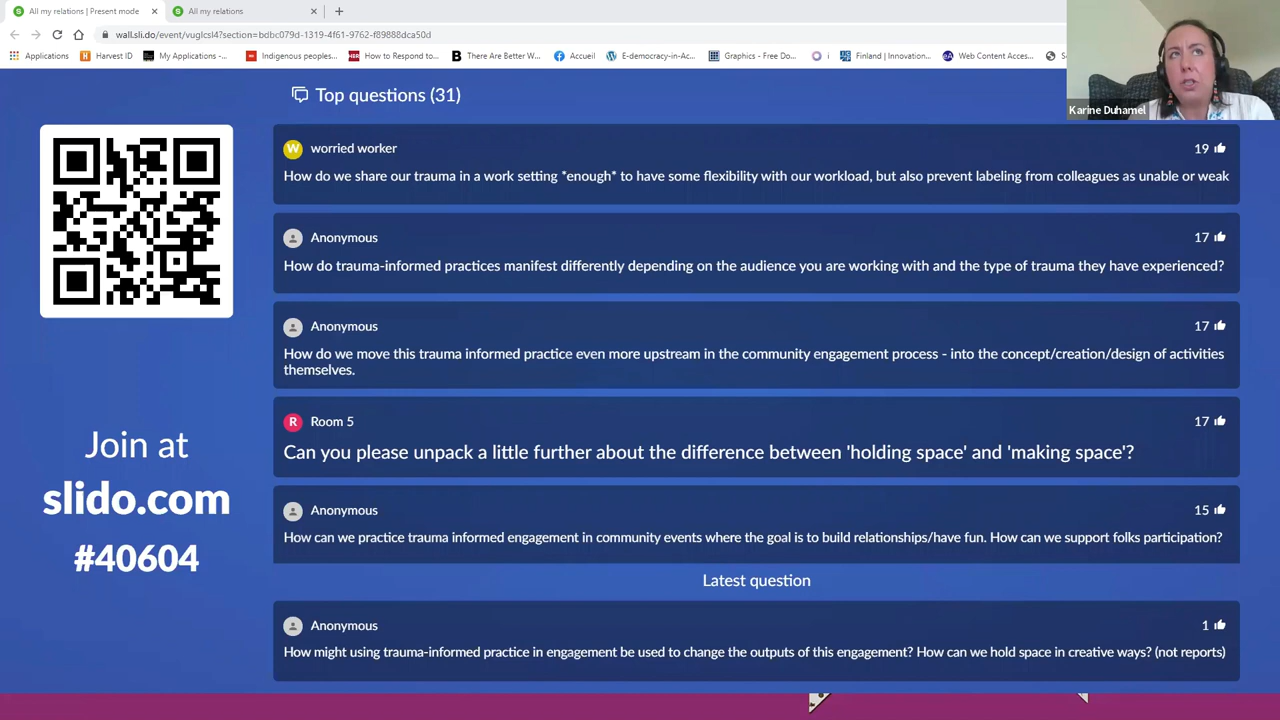 All my relations | Present mode
All my relations
wall.sli.do/event/vuglcsl4?section=bdbc079d-1319-4f61-9762-f89888dca50d
Applications
Harvest ID
My Applications -...
Indigenous peoples...
How to Respond to...
There Are Better W...
Accueil
E-democracy-in-Ac...
Graphics - Free Do...
i
Finland | Innovation...
Web Content Acces...
Karine Duhamel
Top questions (31)
W
worried worker
19
How do we share our trauma in a work setting *enough* to have some flexibility with our workload, but also prevent labeling from colleagues as unable or weak
Anonymous
17
How do trauma-informed practices manifest differently depending on the audience you are working with and the type of trauma they have experienced?
Anonymous
17
How do we move this trauma informed practice even more upstream in the community engagement process - into the concept/creation/design of activities
themselves.
R
Room 5
17
Can you please unpack a little further about the difference between 'holding space' and 'making space'?
Anonymous
15
How can we practice trauma informed engagement in community events where the goal is to build relationships/have fun. How can we support folks participation?
Latest question
Anonymous
1
How might using trauma-informed practice in engagement be used to change the outputs of this engagement? How can we hold space in creative ways? (not reports)
Join at
slido.com
#40604